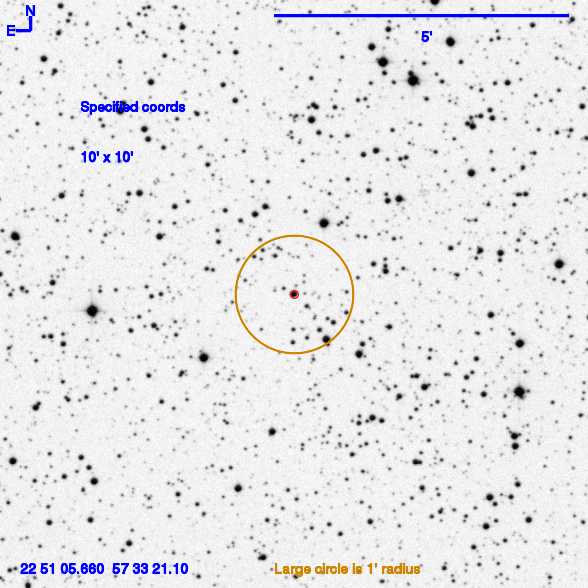 N
E
5'
Specified coords
10' x 10'
22 51 05.660 57 33 21.10
Large circle is 1' radius